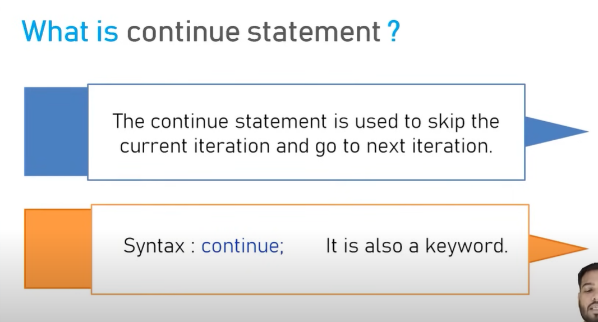 What is continue statement ?
The continue statement is used to skip the
current iteration and go to next iteration.
Syntax : continue; It is also a keyword.